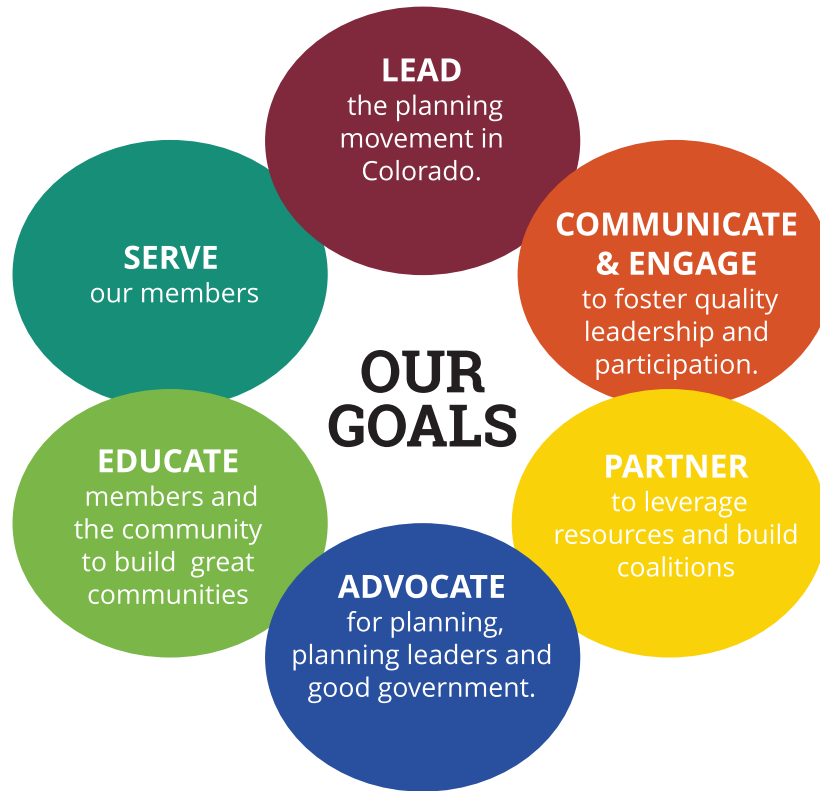 LEAD
the planning
movement in
Colorado.
COMMUNICATE
& ENGAGE
to foster quality
leadership and
participation.
PARTNER
to leverage
resources and build
coalitions
ADVOCATE
for planning,
planning leaders and
good government.
EDUCATE
members and
the community
to build  great
communities
SERVE
our members
OUR
GOALS